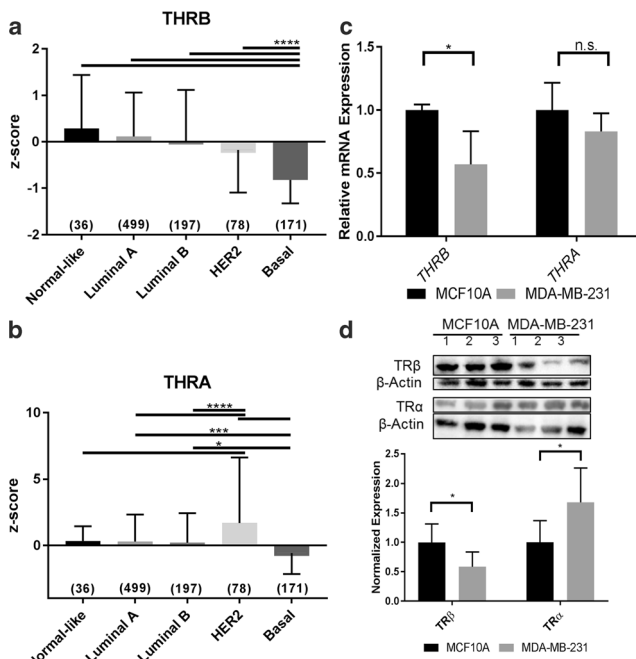 a
THRB
****
2
1
0
-1
-2
z-score
(36) (499) (197) (78) (171)
Normal-like Luminal A Luminal B HER2 Basal
b
THRA
****
***
*
10
5
0
-5
z-score
(36) (499) (197) (78) (171)
Normal-like Luminal A Luminal B HER2 Basal
c
* n.s.
1.5
1.0
0.5
0.0
Relative mRNA Expression
THRB THRA
MCF10A MDA-MB-231
d
MCF10A MDA-MB-231
1 2 3 1 2 3
TRβ
β-Actin
TRα
β-Actin
* *
2.5
2.0
1.5
1.0
0.5
0.0
Normalized Expression
TRβ TRα
MCF10A MDA-MB-231